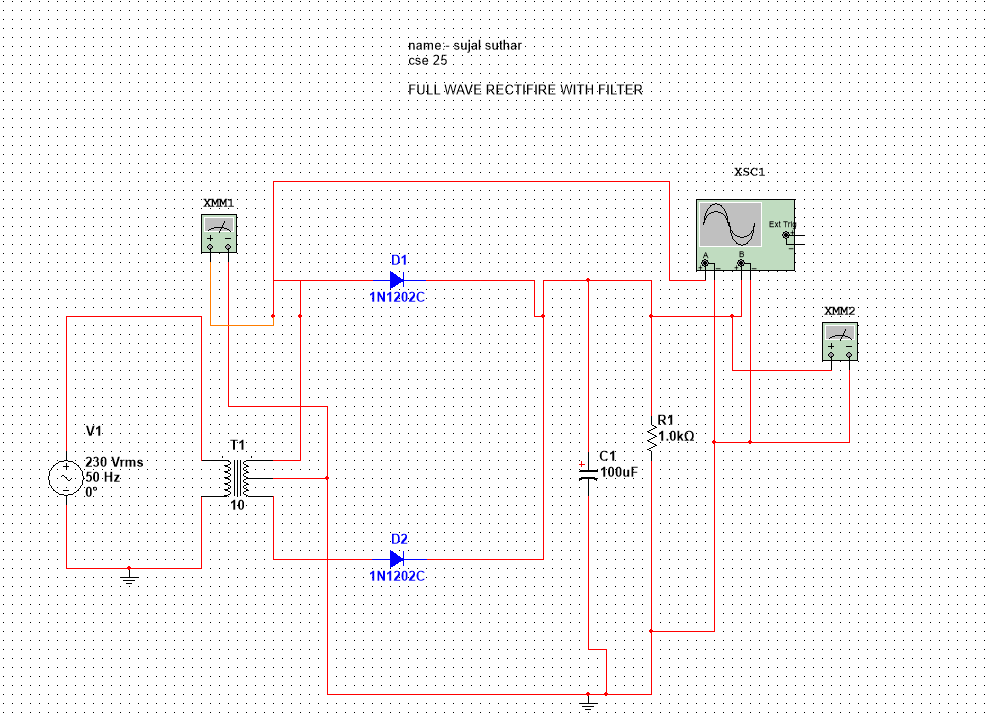 name:- sujal suthar
cse 25
FULL WAVE RECTIFIRE WITH FILTER
XSC1
XMM1
Ext Trig
+
-
A
B
+ - + -
+ -
D1
1N1202C
XMM2
+ -
V1
230 Vrms
50 Hz
0°
T1
10
R1
1.0kΩ
C1
100uF
+
D2
1N1202C